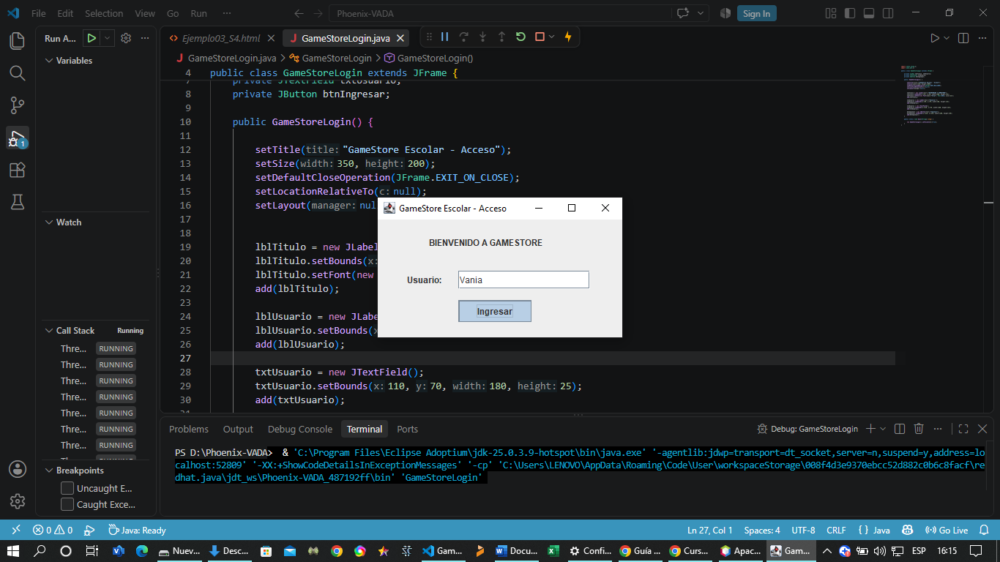 File Edit Selection View Go Run ··· Phoenix-VADA Sign In
Run A... Ejemplo03_S4.html GameStoreLogin.java
GameStoreLogin.java > GameStoreLogin > GameStoreLogin()
Variables
Watch
Call Stack Running
Thre... RUNNING
Thre... RUNNING
Thre... RUNNING
Thre... RUNNING
Thre... RUNNING
Thre... RUNNING
Thre... RUNNING
Breakpoints
Uncaught E...
Caught Exce...
1
4 public class GameStoreLogin extends JFrame {
7 private JTextField txtUsuario;
8 private JButton btnIngresar;
9
10 public GameStoreLogin() {
11
12 setTitle(title: "GameStore Escolar - Acceso");
13 setSize(width: 350, height: 200);
14 setDefaultCloseOperation(JFrame.EXIT_ON_CLOSE);
15 setLocationRelativeTo(c: null);
16 setLayout(manager: nul
17
18
19 lblTitulo = new JLabel
20 lblTitulo.setBounds(x:
21 lblTitulo.setFont(new
22 add(lblTitulo);
23
24 lblUsuario = new JLabe
25 lblUsuario.setBounds(x
26 add(lblUsuario);
27
28 txtUsuario = new JTextField();
29 txtUsuario.setBounds(x: 110, y: 70, width: 180, height: 25);
30 add(txtUsuario);
GameStore Escolar - Acceso
BIENVENIDO A GAMESTORE
Usuario: Vania
Ingresar
Problems Output Debug Console Terminal Ports Debug: GameStoreLogin
PS D:\Phoenix-VADA> & 'C:\Program Files\Eclipse Adoptium\jdk-25.0.3.9-hotspot\bin\java.exe' '-agentlib:jdwp=transport=dt_socket,server=n,suspend=y,address=lo
calhost:52809' '-XX:+ShowCodeDetailsInExceptionMessages' '-cp' 'C:\Users\LENOVO\AppData\Roaming\Code\User\workspaceStorage\008f4d3e9370ebcc52d882c0b6c8facf\re
dhat.java\jdt_ws\Phoenix-VADA_487192ff\bin' 'GameStoreLogin'
0 0 Java: Ready Ln 27, Col 1 Spaces: 4 UTF-8 CRLF { } Java Go Live
Nuev... Desc... Gam... Docu... Confi... Guía ... Curs... Apac... Gam... ESP 16:15